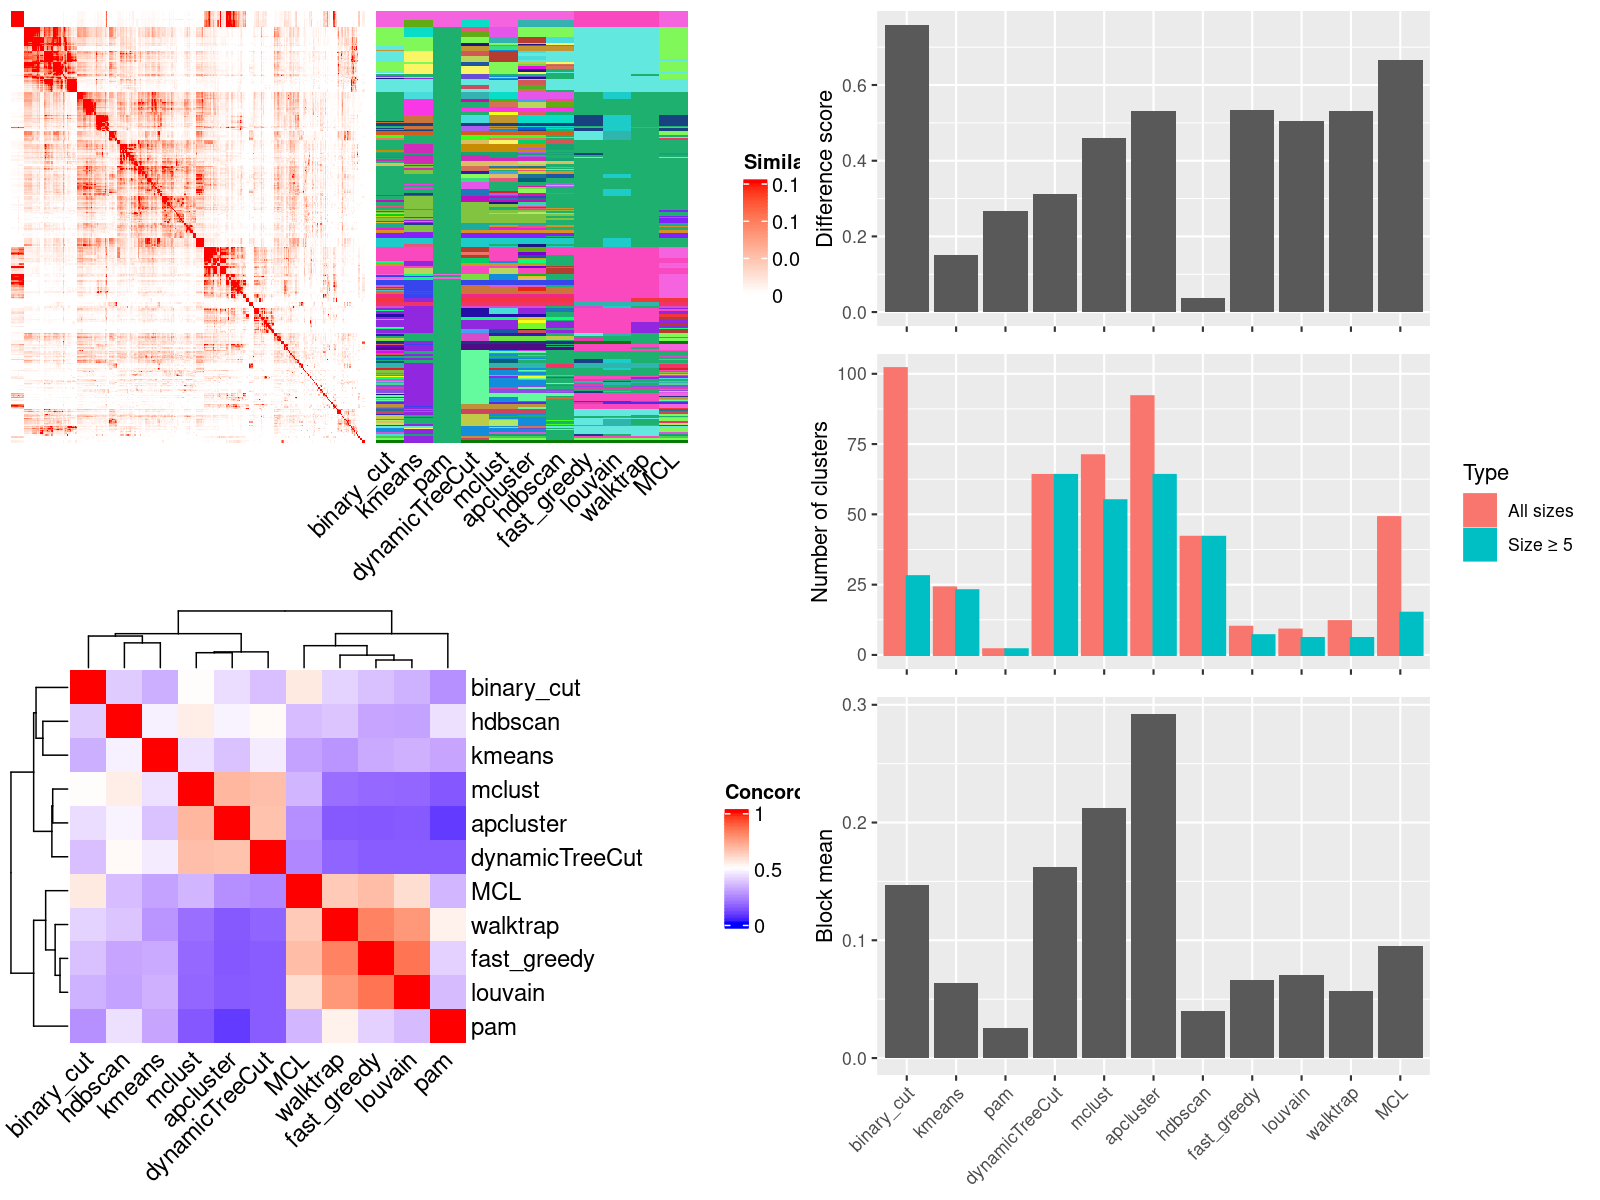 Simila
0.1
0.1
0.0
0
binary_cut
kmeans
pam
dynamicTreeCut
mclust
apcluster
hdbscan
fast_greedy
louvain
walktrap
MCL
binary_cut
hdbscan
kmeans
mclust
apcluster
dynamicTreeCut
MCL
walktrap
fast_greedy
louvain
pam
binary_cut
hdbscan
kmeans
mclust
apcluster
dynamicTreeCut
MCL
walktrap
fast_greedy
louvain
pam
Concorc
1
0.5
0
Difference score
0.6
0.4
0.2
0.0
Number of clusters
100
75
50
25
0
Type
All sizes
Size ≥ 5
Block mean
0.3
0.2
0.1
0.0
binary_cut
kmeans
pam
dynamicTreeCut
mclust
apcluster
hdbscan
fast_greedy
louvain
walktrap
MCL